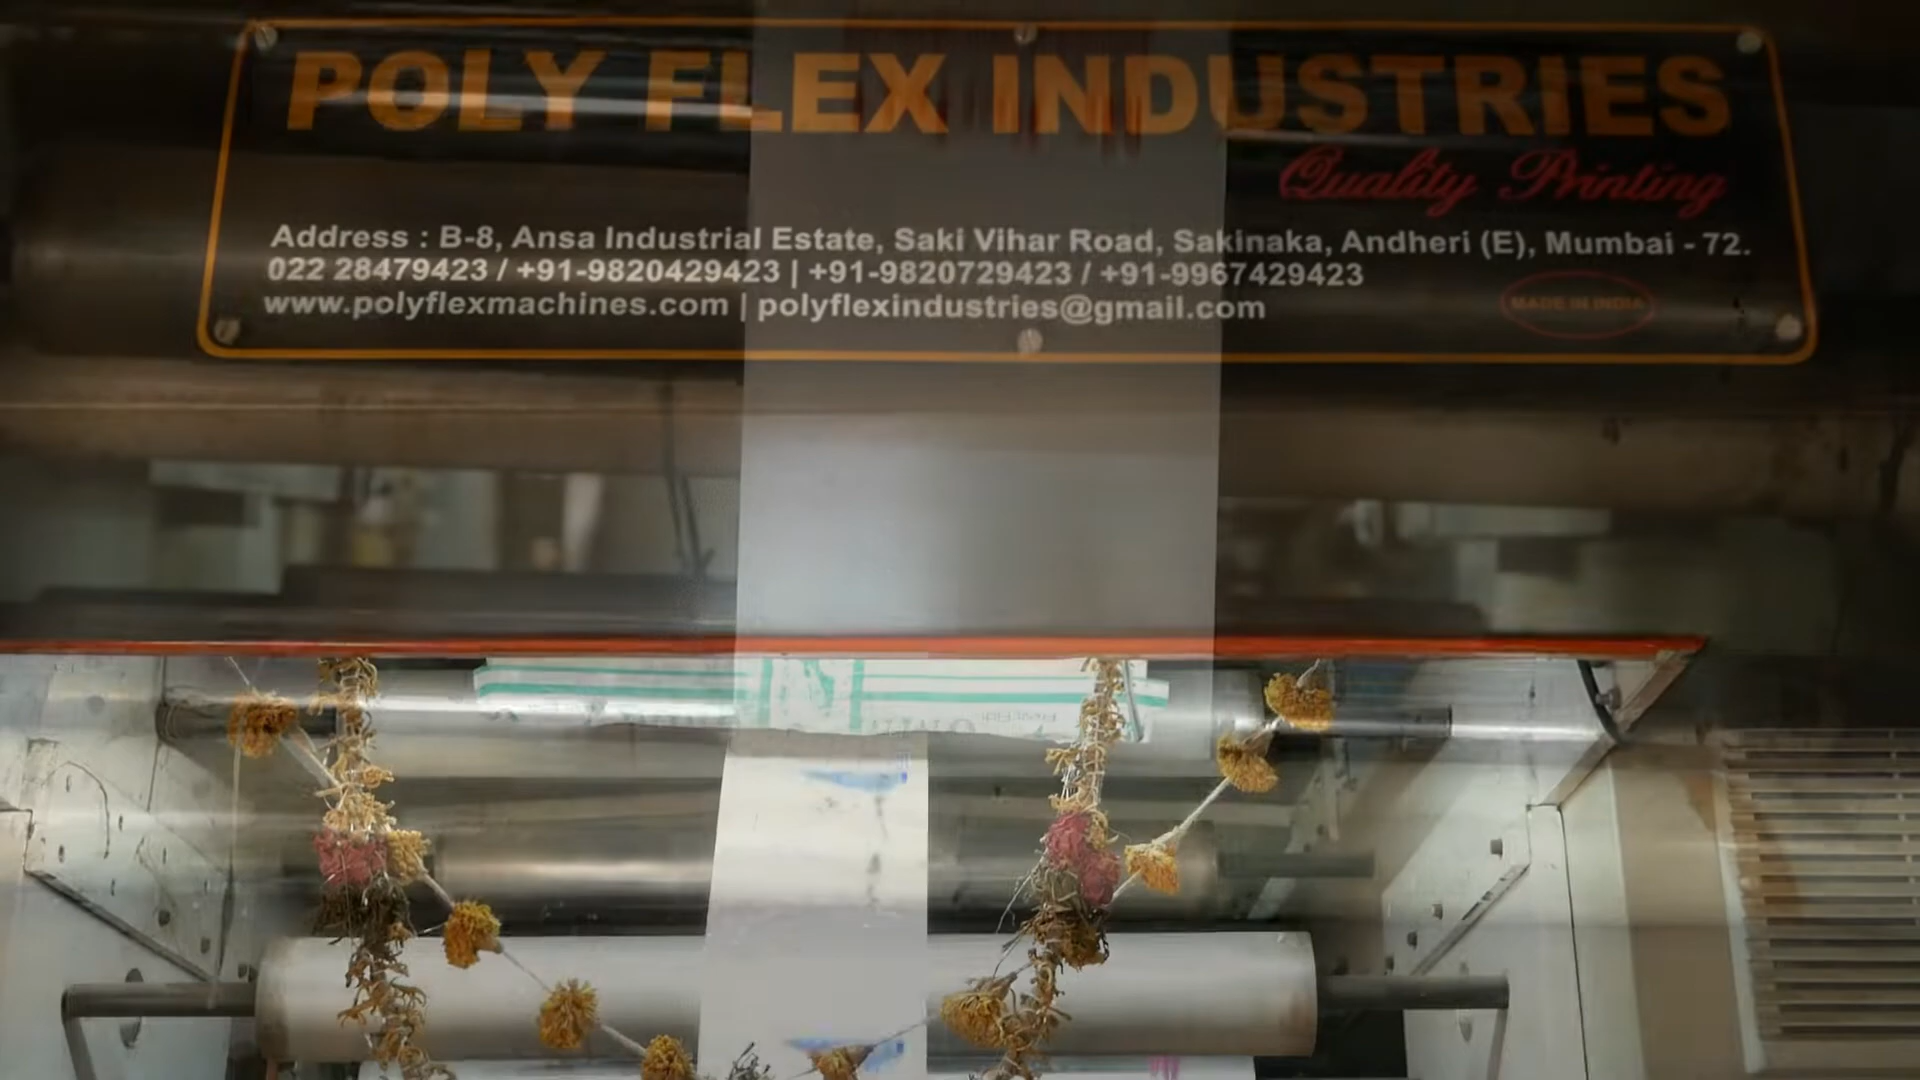 POLY FLEX INDUSTRIES
Quality Printing
Address : B-8, Ansa Industrial Estate, Saki Vihar Road, Sakinaka, Andheri (E), Mumbai - 72.
022 28479423 / +91-9820429423 | +91-9820729423 / +91-9967429423
www.polyflexmachines.com | polyflexindustries@gmail.com
MADE IN INDIA